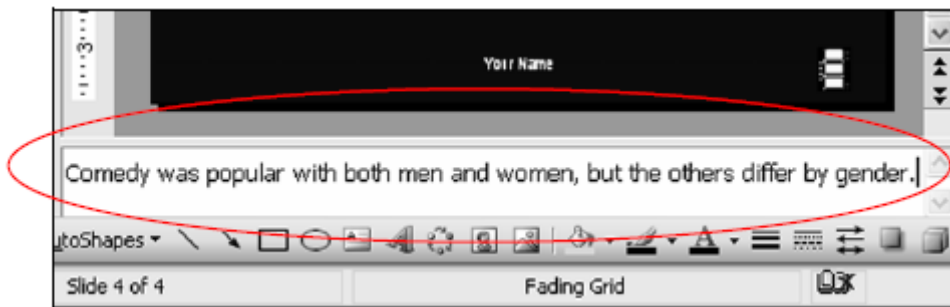 3
Your Name
Comedy was popular with both men and women, but the others differ by gender.
utoShapes
Slide 4 of 4
Fading Grid